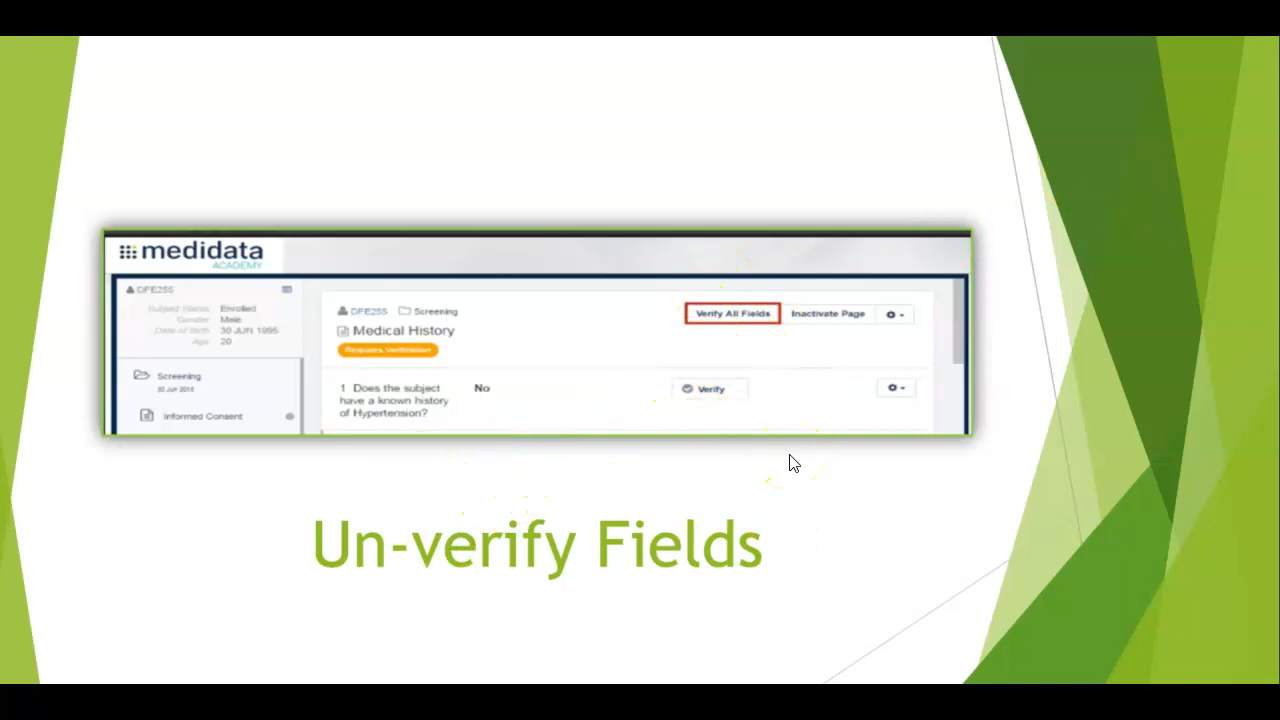 medidata
ACADEMY
DFE255
Subject Status: Enrolled
Gender: Male
Date of Birth: 30 JUN 1995
Age: 20
Screening
Informed Consent
DFE255 Screening
Medical History
Requires Verification
Verify All Fields Inactivate Page
1 Does the subject
have a known history
of Hypertension?
No
Verify
Un-verify Fields